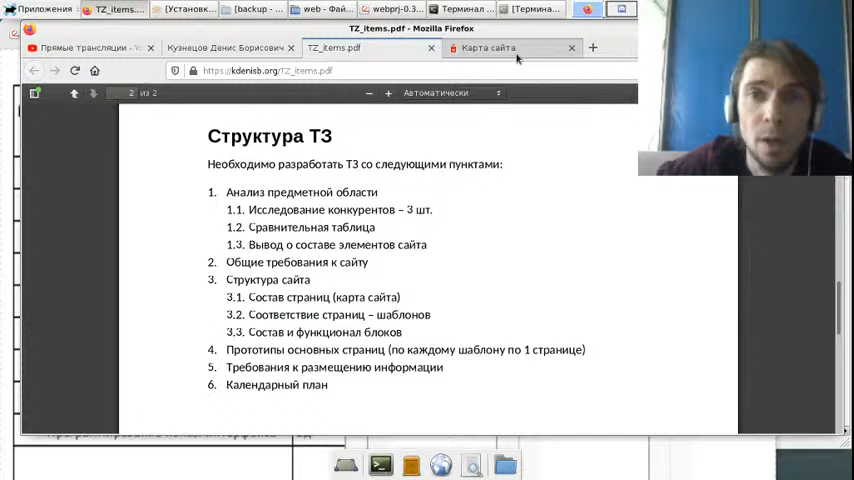 Приложения
TZ_items....
[Установк...
[backup - ...
web - Фай...
webprj-0.3...
Терминал ...
[Термина...
TZ_items.pdf - Mozilla Firefox
Прямые трансляции - Y
Кузнецов Денис Борисович
TZ_items.pdf
Карта сайта
https://kdenisb.org/TZ_items.pdf
2 из 2
Автоматически
Структура ТЗ
Необходимо разработать ТЗ со следующими пунктами:
1. Анализ предметной области
1.1. Исследование конкурентов – 3 шт.
1.2. Сравнительная таблица
1.3. Вывод о составе элементов сайта
2. Общие требования к сайту
3. Структура сайта
3.1. Состав страниц (карта сайта)
3.2. Соответствие страниц – шаблонов
3.3. Состав и функционал блоков
4. Прототипы основных страниц (по каждому шаблону по 1 странице)
5. Требования к размещению информации
6. Календарный план